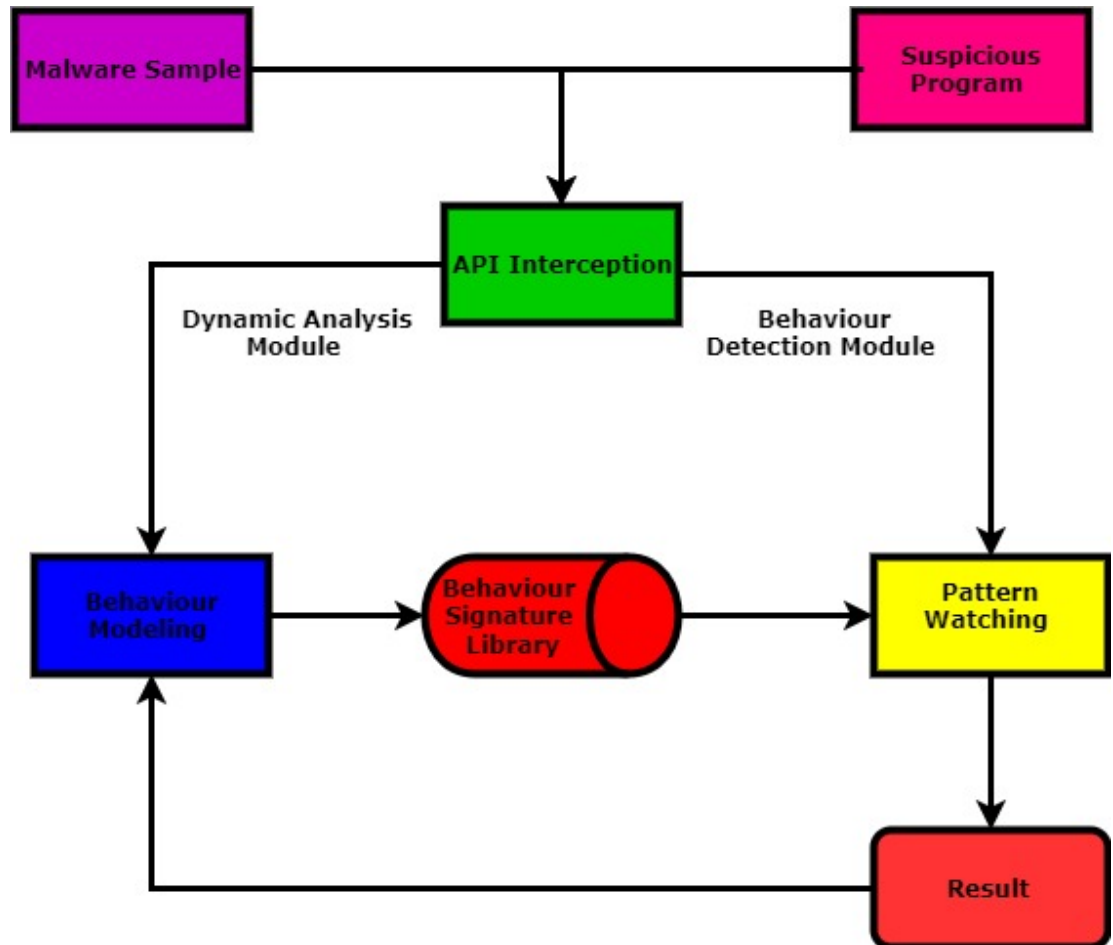 Malware Sample
Suspicious
Program
API Interception
Dynamic Analysis
Module
Behaviour
Detection Module
Behaviour
Modeling
Behaviour
Signature
Library
Pattern
Watching
Result